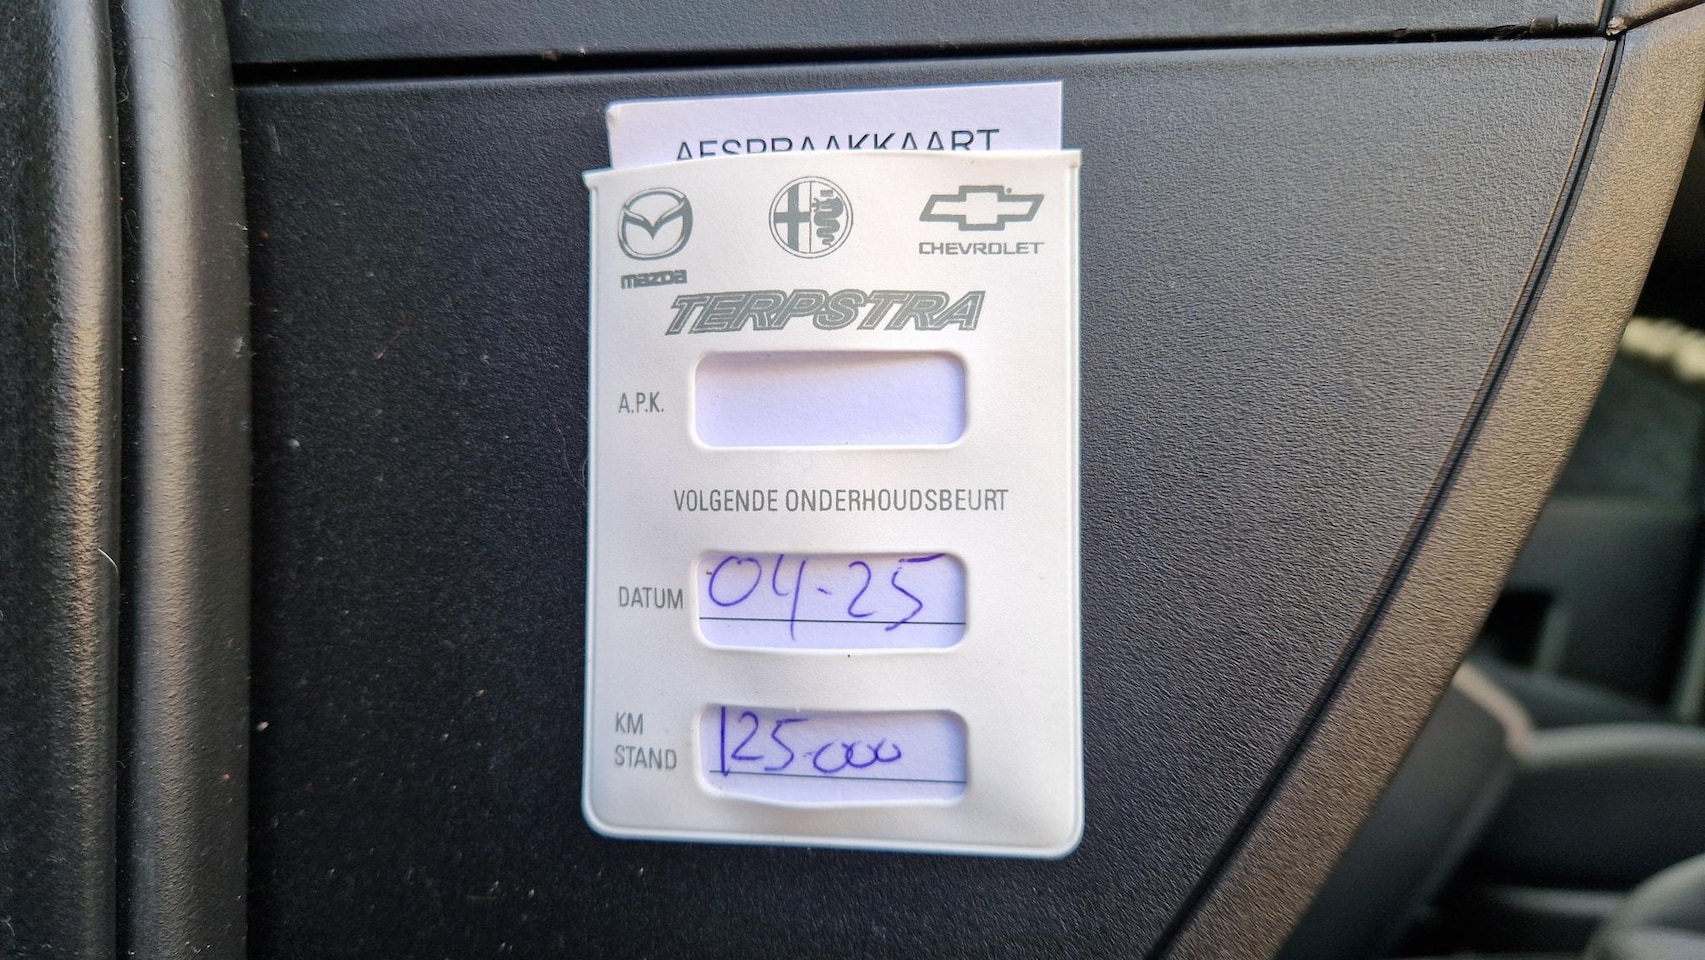 AFSPRAAKKAART
mazda
CHEVROLET
TERPSTRA
A.P.K.
VOLGENDE ONDERHOUDSBEURT
DATUM 04-25
KM
STAND 125.000